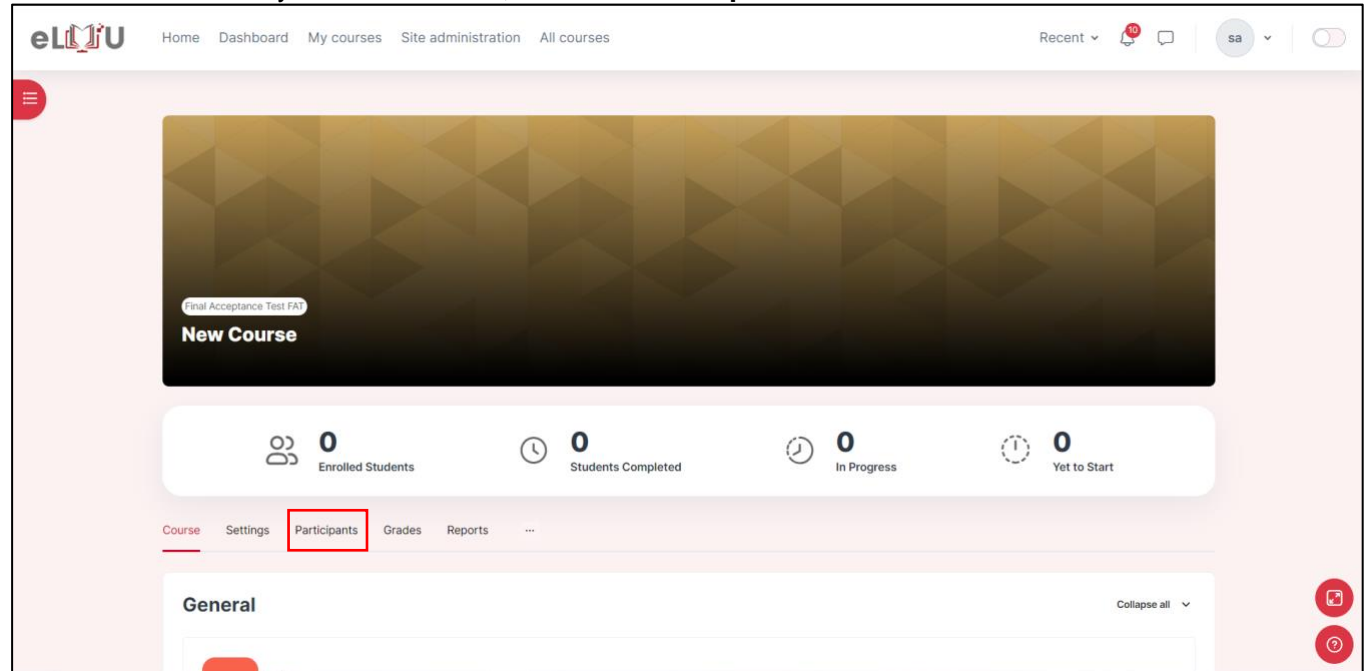 eLMJU
Home Dashboard My courses Site administration All courses
Recent 10 sa
Final Acceptance Test FAT
New Course
0 Enrolled Students
0 Students Completed
0 In Progress
0 Yet to Start
Course Settings Participants Grades Reports ...
General
Collapse all